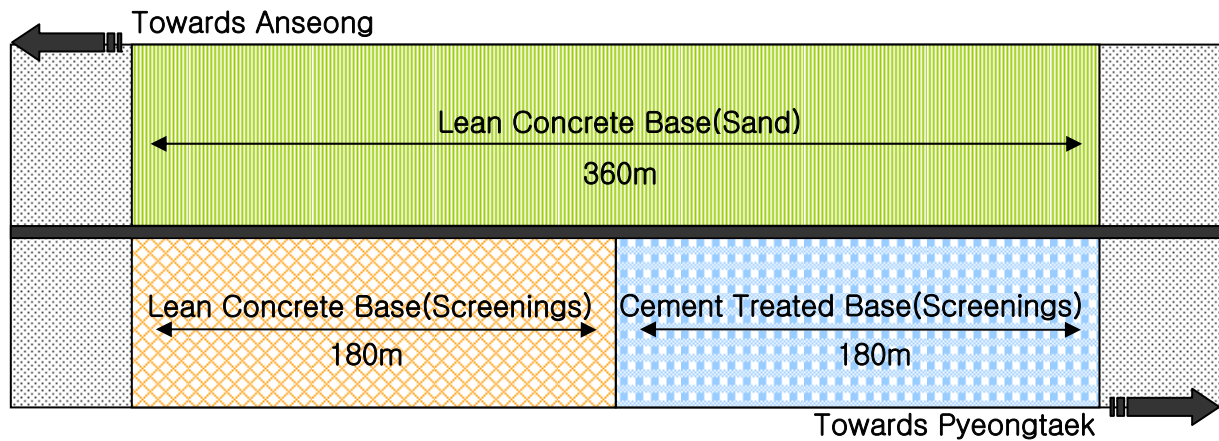 Towards Anseong
Lean Concrete Base(Sand)
360m
Lean Concrete Base(Screenings)
180m
Cement Treated Base(Screenings)
180m
Towards Pyeongtaek